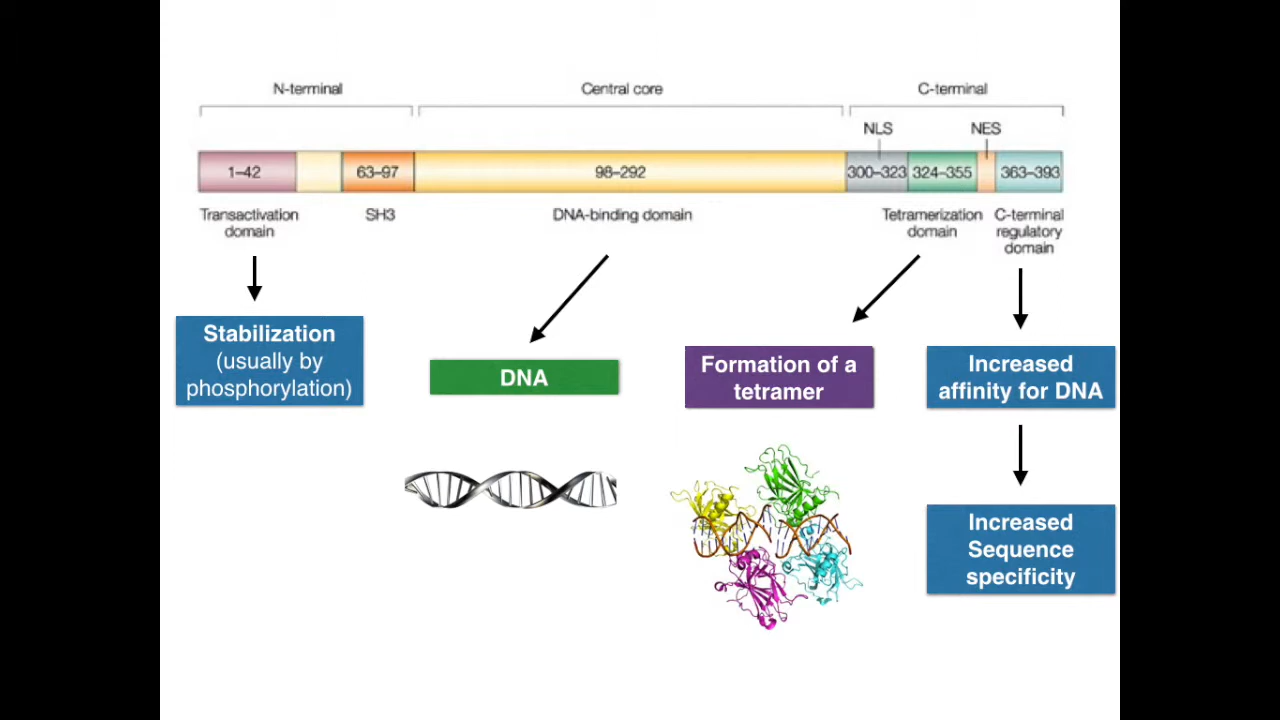 N-terminal
Central core
C-terminal
NLS
NES
1–42
63–97
98–292
300–323
324–355
363–393
Transactivation
domain
SH3
DNA-binding domain
Tetramerization
domain
C-terminal
regulatory
domain
Stabilization
(usually by
phosphorylation)
DNA
Formation of a
tetramer
Increased
affinity for DNA
Increased
Sequence
specificity